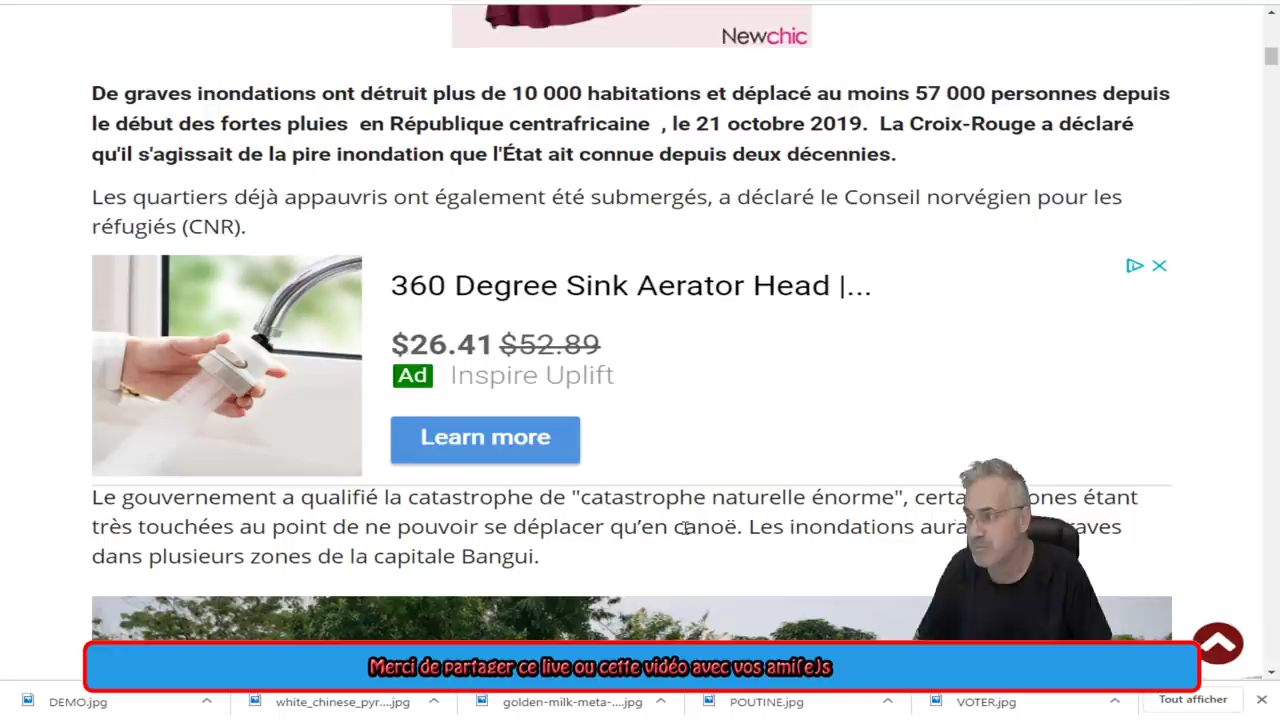 Newchic
De graves inondations ont détruit plus de 10 000 habitations et déplacé au moins 57 000 personnes depuis
le début des fortes pluies en République centrafricaine , le 21 octobre 2019. La Croix-Rouge a déclaré
qu'il s'agissait de la pire inondation que l'État ait connue depuis deux décennies.
Les quartiers déjà appauvris ont également été submergés, a déclaré le Conseil norvégien pour les
réfugiés (CNR).
360 Degree Sink Aerator Head |...
$26.41 $52.89
Ad Inspire Uplift
Learn more
Le gouvernement a qualifié la catastrophe de "catastrophe naturelle énorme", étant
très touchées au point de ne pouvoir se déplacer qu’en canoë. Les inondations
dans plusieurs zones de la capitale Bangui.
Merci de partager ce live ou cette vidéo avec vos ami(e)s
DEMO.jpg white_chinese_pyr....jpg golden-milk-meta-....jpg POUTINE.jpg VOTER.jpg Tout afficher